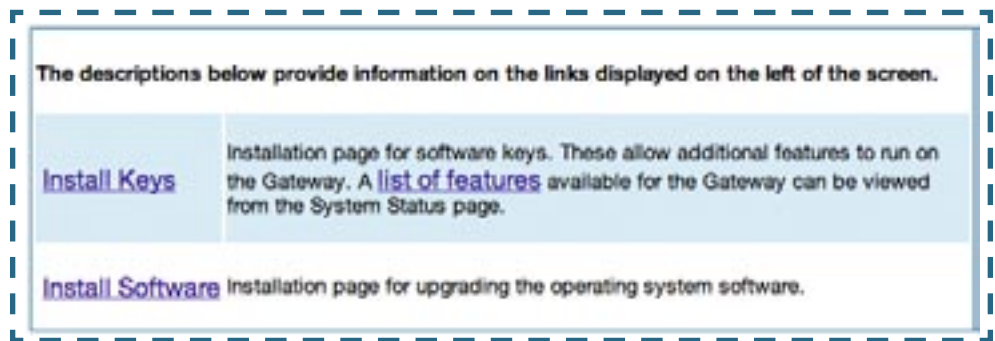 The descriptions below provide information on the links displayed on the left of the screen.
Installation page for software keys. These allow additional features to run on
Install Keys the Gateway. A list of features available for the Gateway can be viewed
from the System Status page.
Install Software Installation page for upgrading the operating system software.